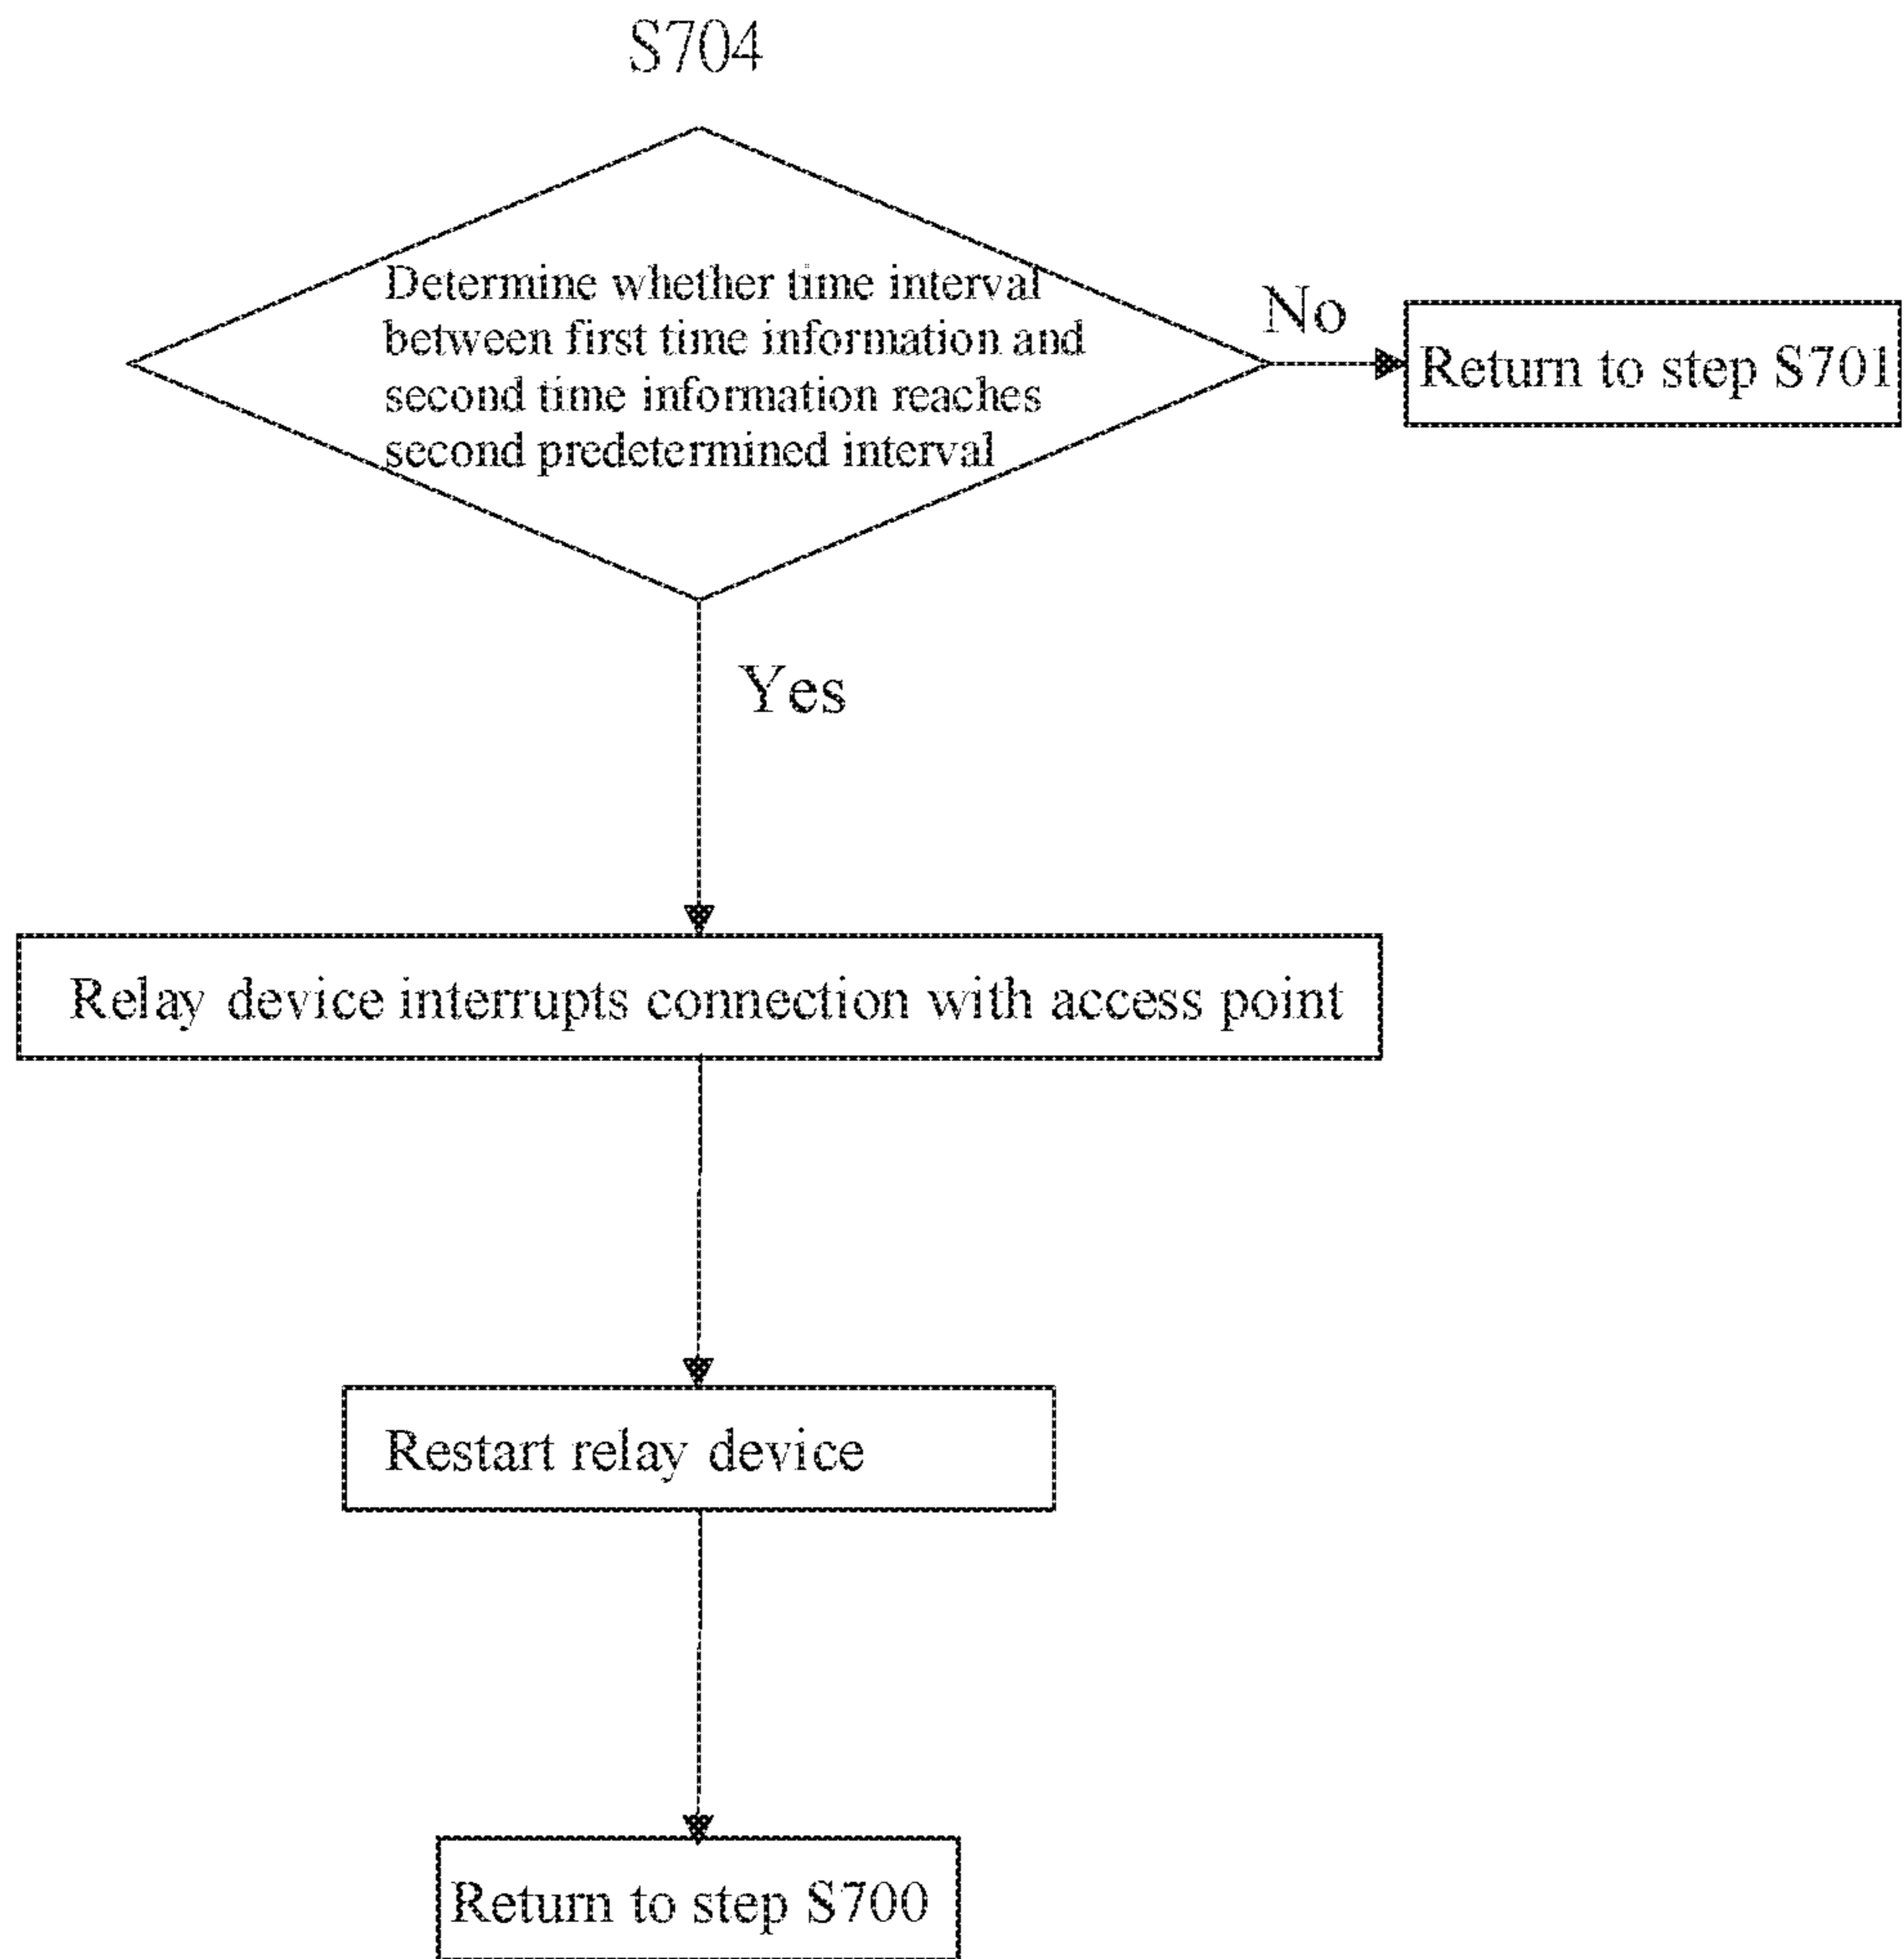 S704
Determine whether time interval
between first time information and
second time information reaches
second predetermined interval
No
Return to step S701
Yes
Relay device interrupts connection with access point
Restart relay device
Return to step S700